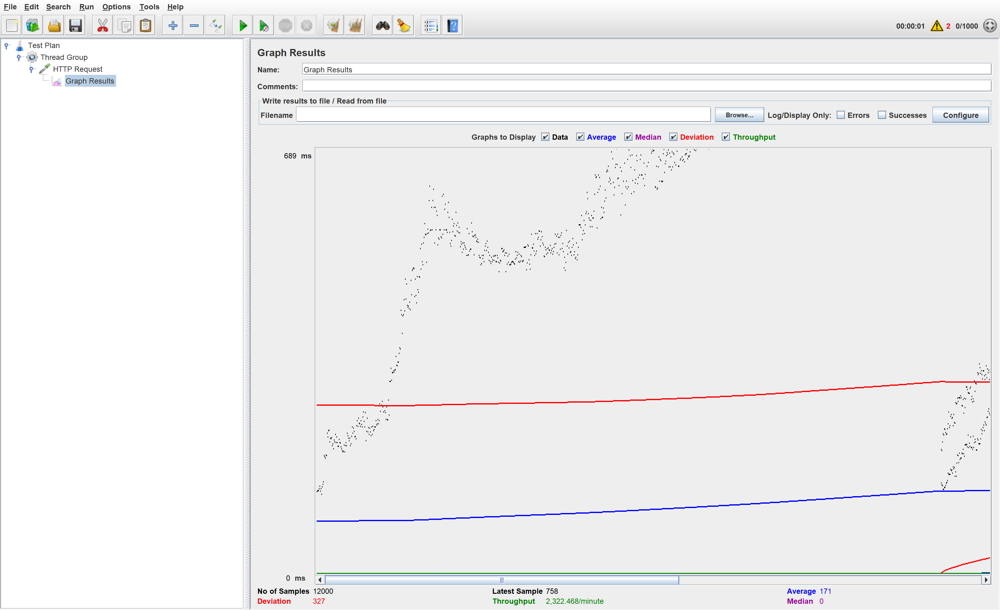 File Edit Search Run Options Tools Help
STOP
00:00:01 2 0/1000
Test Plan
Thread Group
HTTP Request
Graph Results
Graph Results
Name: Graph Results
Comments:
Write results to file / Read from file
Filename Browse... Log/Display Only: Errors Successes Configure
Graphs to Display Data Average Median Deviation Throughput
689 ms
0 ms
No of Samples 12000 Latest Sample 758 Average 171
Deviation 327 Throughput 2,322.468/minute Median 0